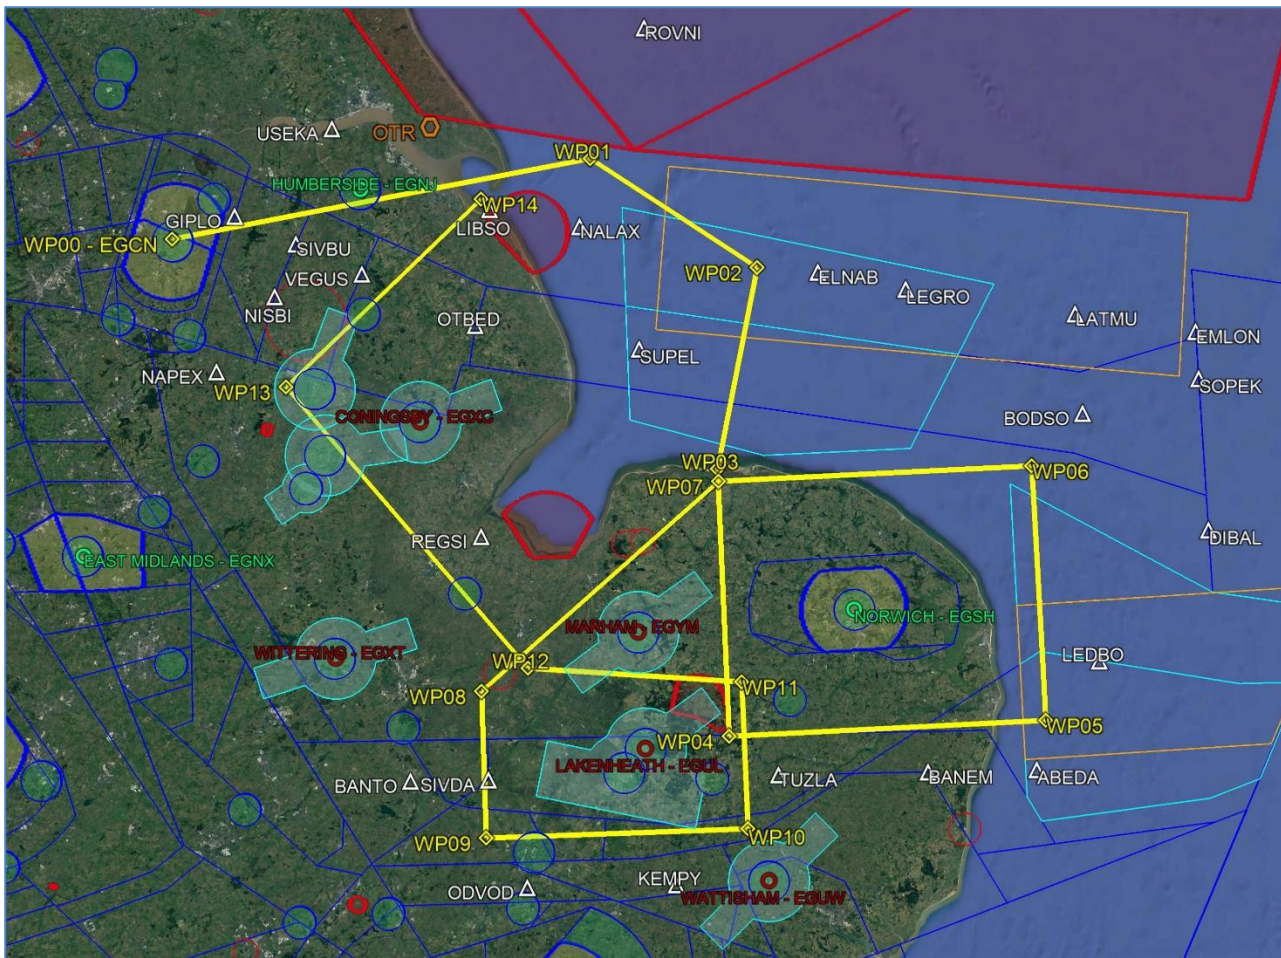 ROVNI
USEKA
OTR
WP01
HUMBERSIDE - EGNJ
WP14
GIPLO
LIBSO
NALAX
WP00 - EGCN
SIVBU
VEGUS
WP02
ELNAB
LEGRO
NISBI
OTBED
LATMU
EMLON
SUPEL
NAPEX
WP13
SOPEK
CONINGSBY - EGXC
BODSO
WP03
WP06
WP07
REGSI
DIBAL
EAST MIDLANDS - EGNX
NORWICH - EGSH
MARHAM - EGYM
WITTERING - EGXT
WP12
LEDBO
WP11
WP08
WP05
WP04
LAKENHEATH - EGUL
BANTO
SIVDA
TUZLA
BANEM
ABEDA
WP09
WP10
KEMPY
ODVOD
WATTISHAM - EGUW